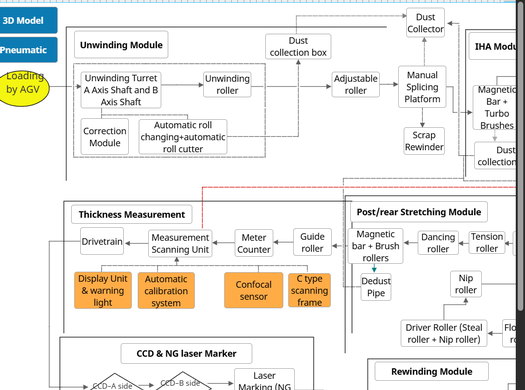 3D Model
Pneumatic
Loading
by AGV
Unwinding Module
Unwinding Turret
A Axis Shaft and B
Axis Shaft
Correction
Module
Automatic roll
changing+automatic
roll cutter
Unwinding
roller
Dust
collection box
Adjustable
roller
Dust
Collector
Manual
Splicing
Platform
Scrap
Rewinder
IHA Modu
Magnetic
Bar +
Turbo
Brushes
Dust
collection
Thickness Measurement
Drivetrain
Measurement
Scanning Unit
Meter
Counter
Guide
roller
Display Unit
& warning
light
Automatic
calibration
system
Confocal
sensor
C type
scanning
frame
Post/rear Stretching Module
Magnetic
bar + Brush
rollers
Dancing
roller
Tension
roller
Dedust
Pipe
Nip
roller
Driver Roller (Steal
roller + Nip roller)
Flo
CCD & NG laser Marker
CCD-A side
CCD-B side
Laser
Marking (NG
Rewinding Module